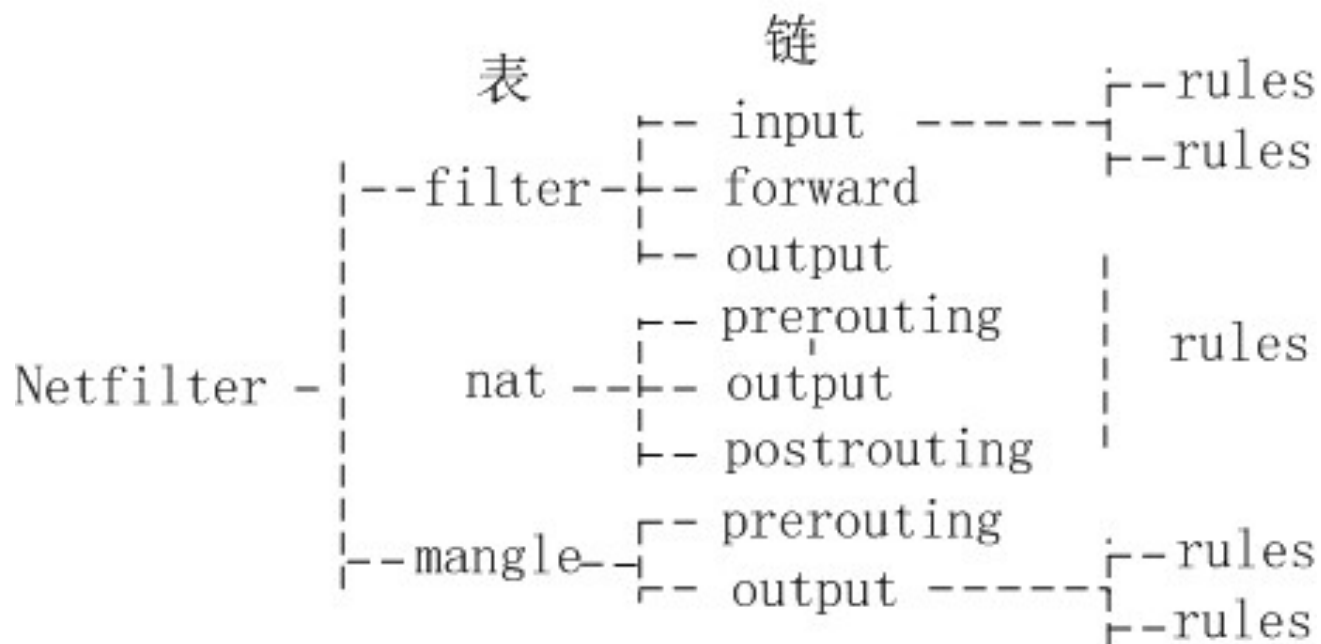 链
表
rules
input
rules
filter
forward
output
prerouting
rules
Netfilter
nat
output
postrouting
prerouting
mangle
rules
output
rules